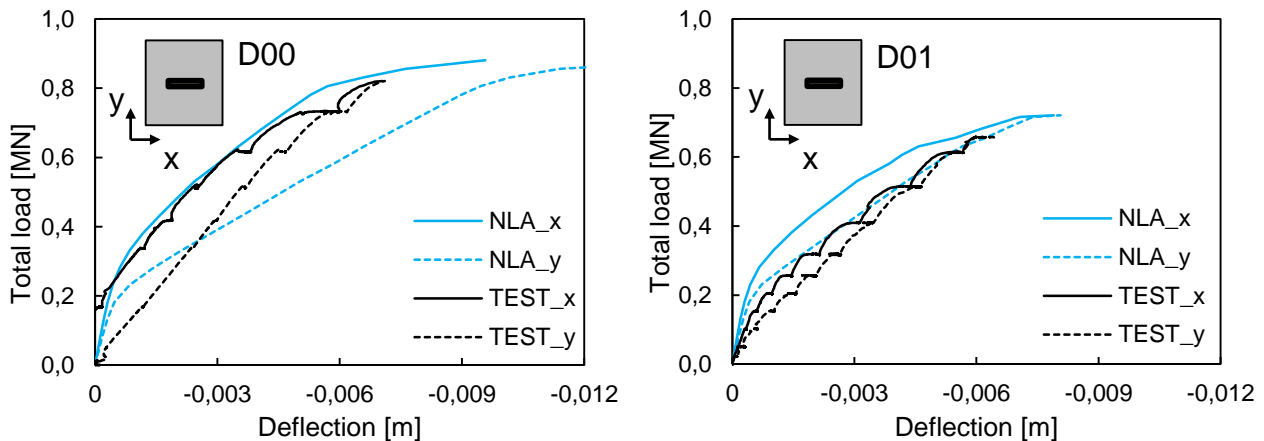 1,0
0,8
0,6
0,4
0,2
0,0
Total load [MN]
D00
y
x
NLA_x
NLA_y
TEST_x
TEST_y
0 -0,003 -0,006 -0,009 -0,012
Deflection [m]
1,0
0,8
0,6
0,4
0,2
0,0
Total load [MN]
D01
y
x
NLA_x
NLA_y
TEST_x
TEST_y
0 -0,003 -0,006 -0,009 -0,012
Deflection [m]